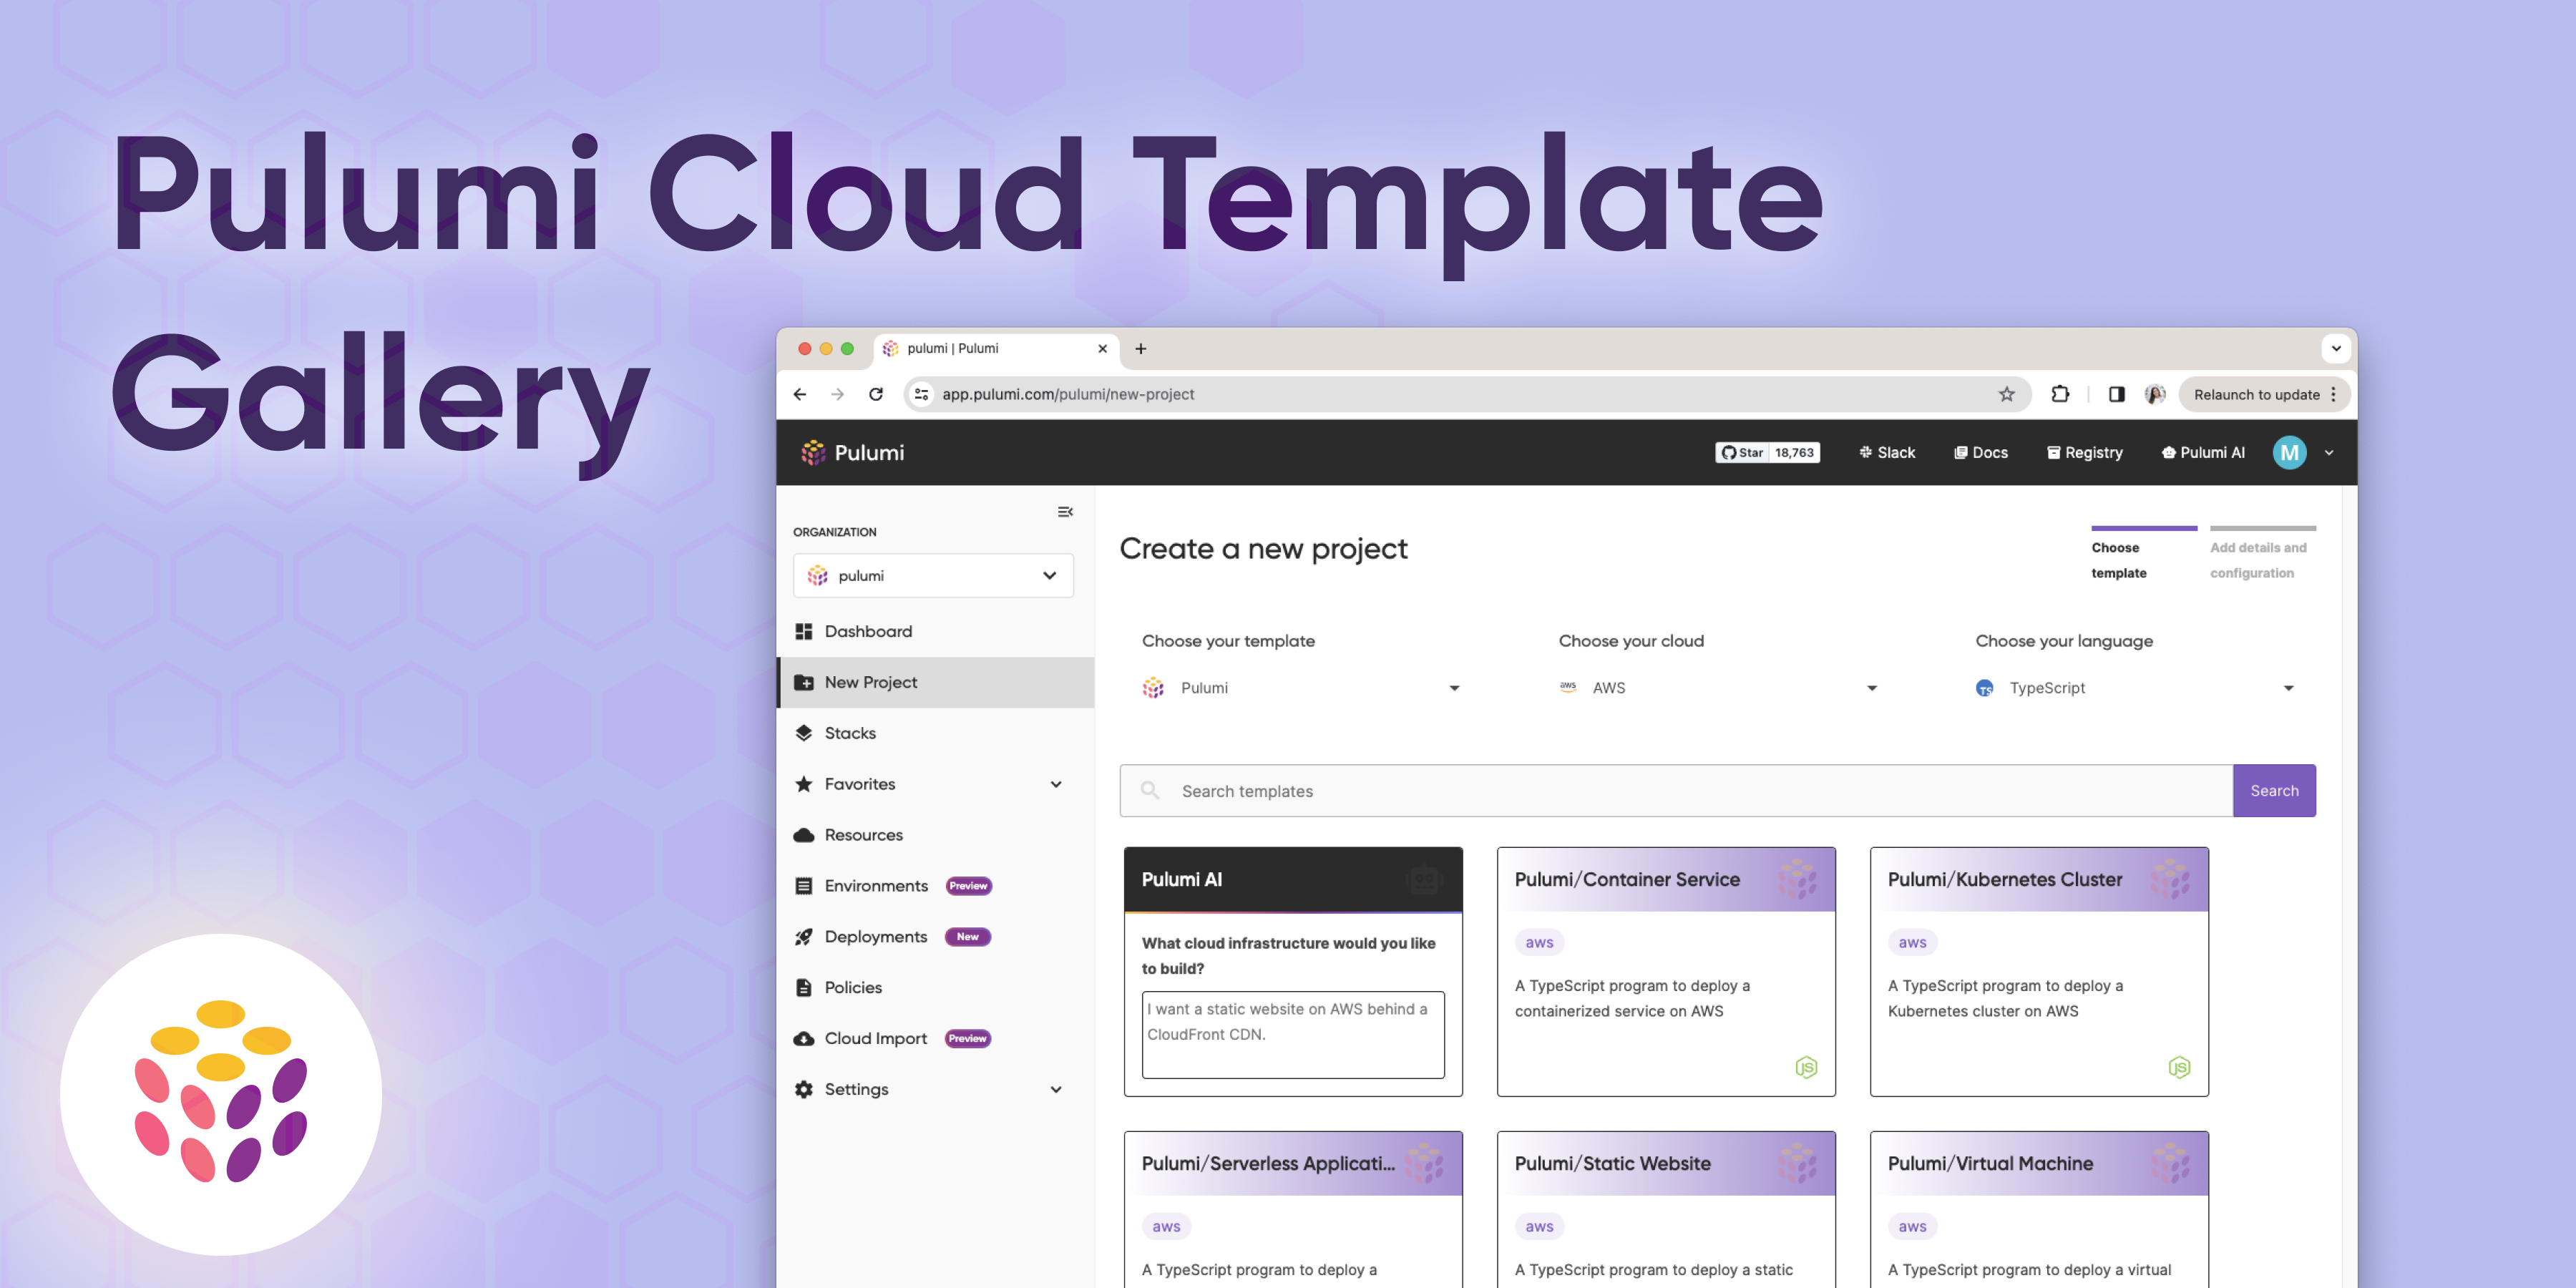 Pulumi Cloud Template
Gallery
pulumi | Pulumi
app.pulumi.com/pulumi/new-project
Relaunch to update
Pulumi
Star 18,763
Slack
Docs
Registry
Pulumi AI
M
ORGANIZATION
pulumi
Dashboard
New Project
Stacks
Favorites
Resources
Environments Preview
Deployments New
Policies
Cloud Import Preview
Settings
Create a new project
Choose
template
Add details and
configuration
Choose your template
Pulumi
Choose your cloud
aws AWS
Choose your language
TS TypeScript
Search templates
Search
Pulumi AI
What cloud infrastructure would you like
to build?
I want a static website on AWS behind a
CloudFront CDN.
Pulumi/Container Service
aws
A TypeScript program to deploy a
containerized service on AWS
JS
Pulumi/Kubernetes Cluster
aws
A TypeScript program to deploy a
Kubernetes cluster on AWS
JS
Pulumi/Serverless Applicati...
aws
A TypeScript program to deploy a
Pulumi/Static Website
aws
A TypeScript program to deploy a static
Pulumi/Virtual Machine
aws
A TypeScript program to deploy a virtual